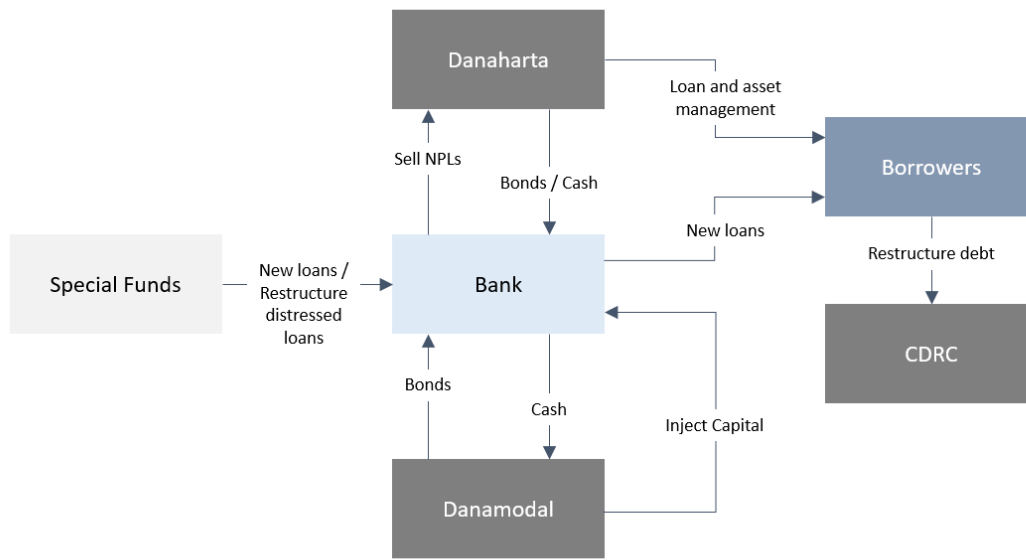 Danaharta
Loan and asset
management
Sell NPLs
Bonds / Cash
Borrowers
New loans
Special Funds
New loans /
Restructure
distressed
loans
Bank
Restructure debt
CDRC
Bonds
Cash
Inject Capital
Danamodal